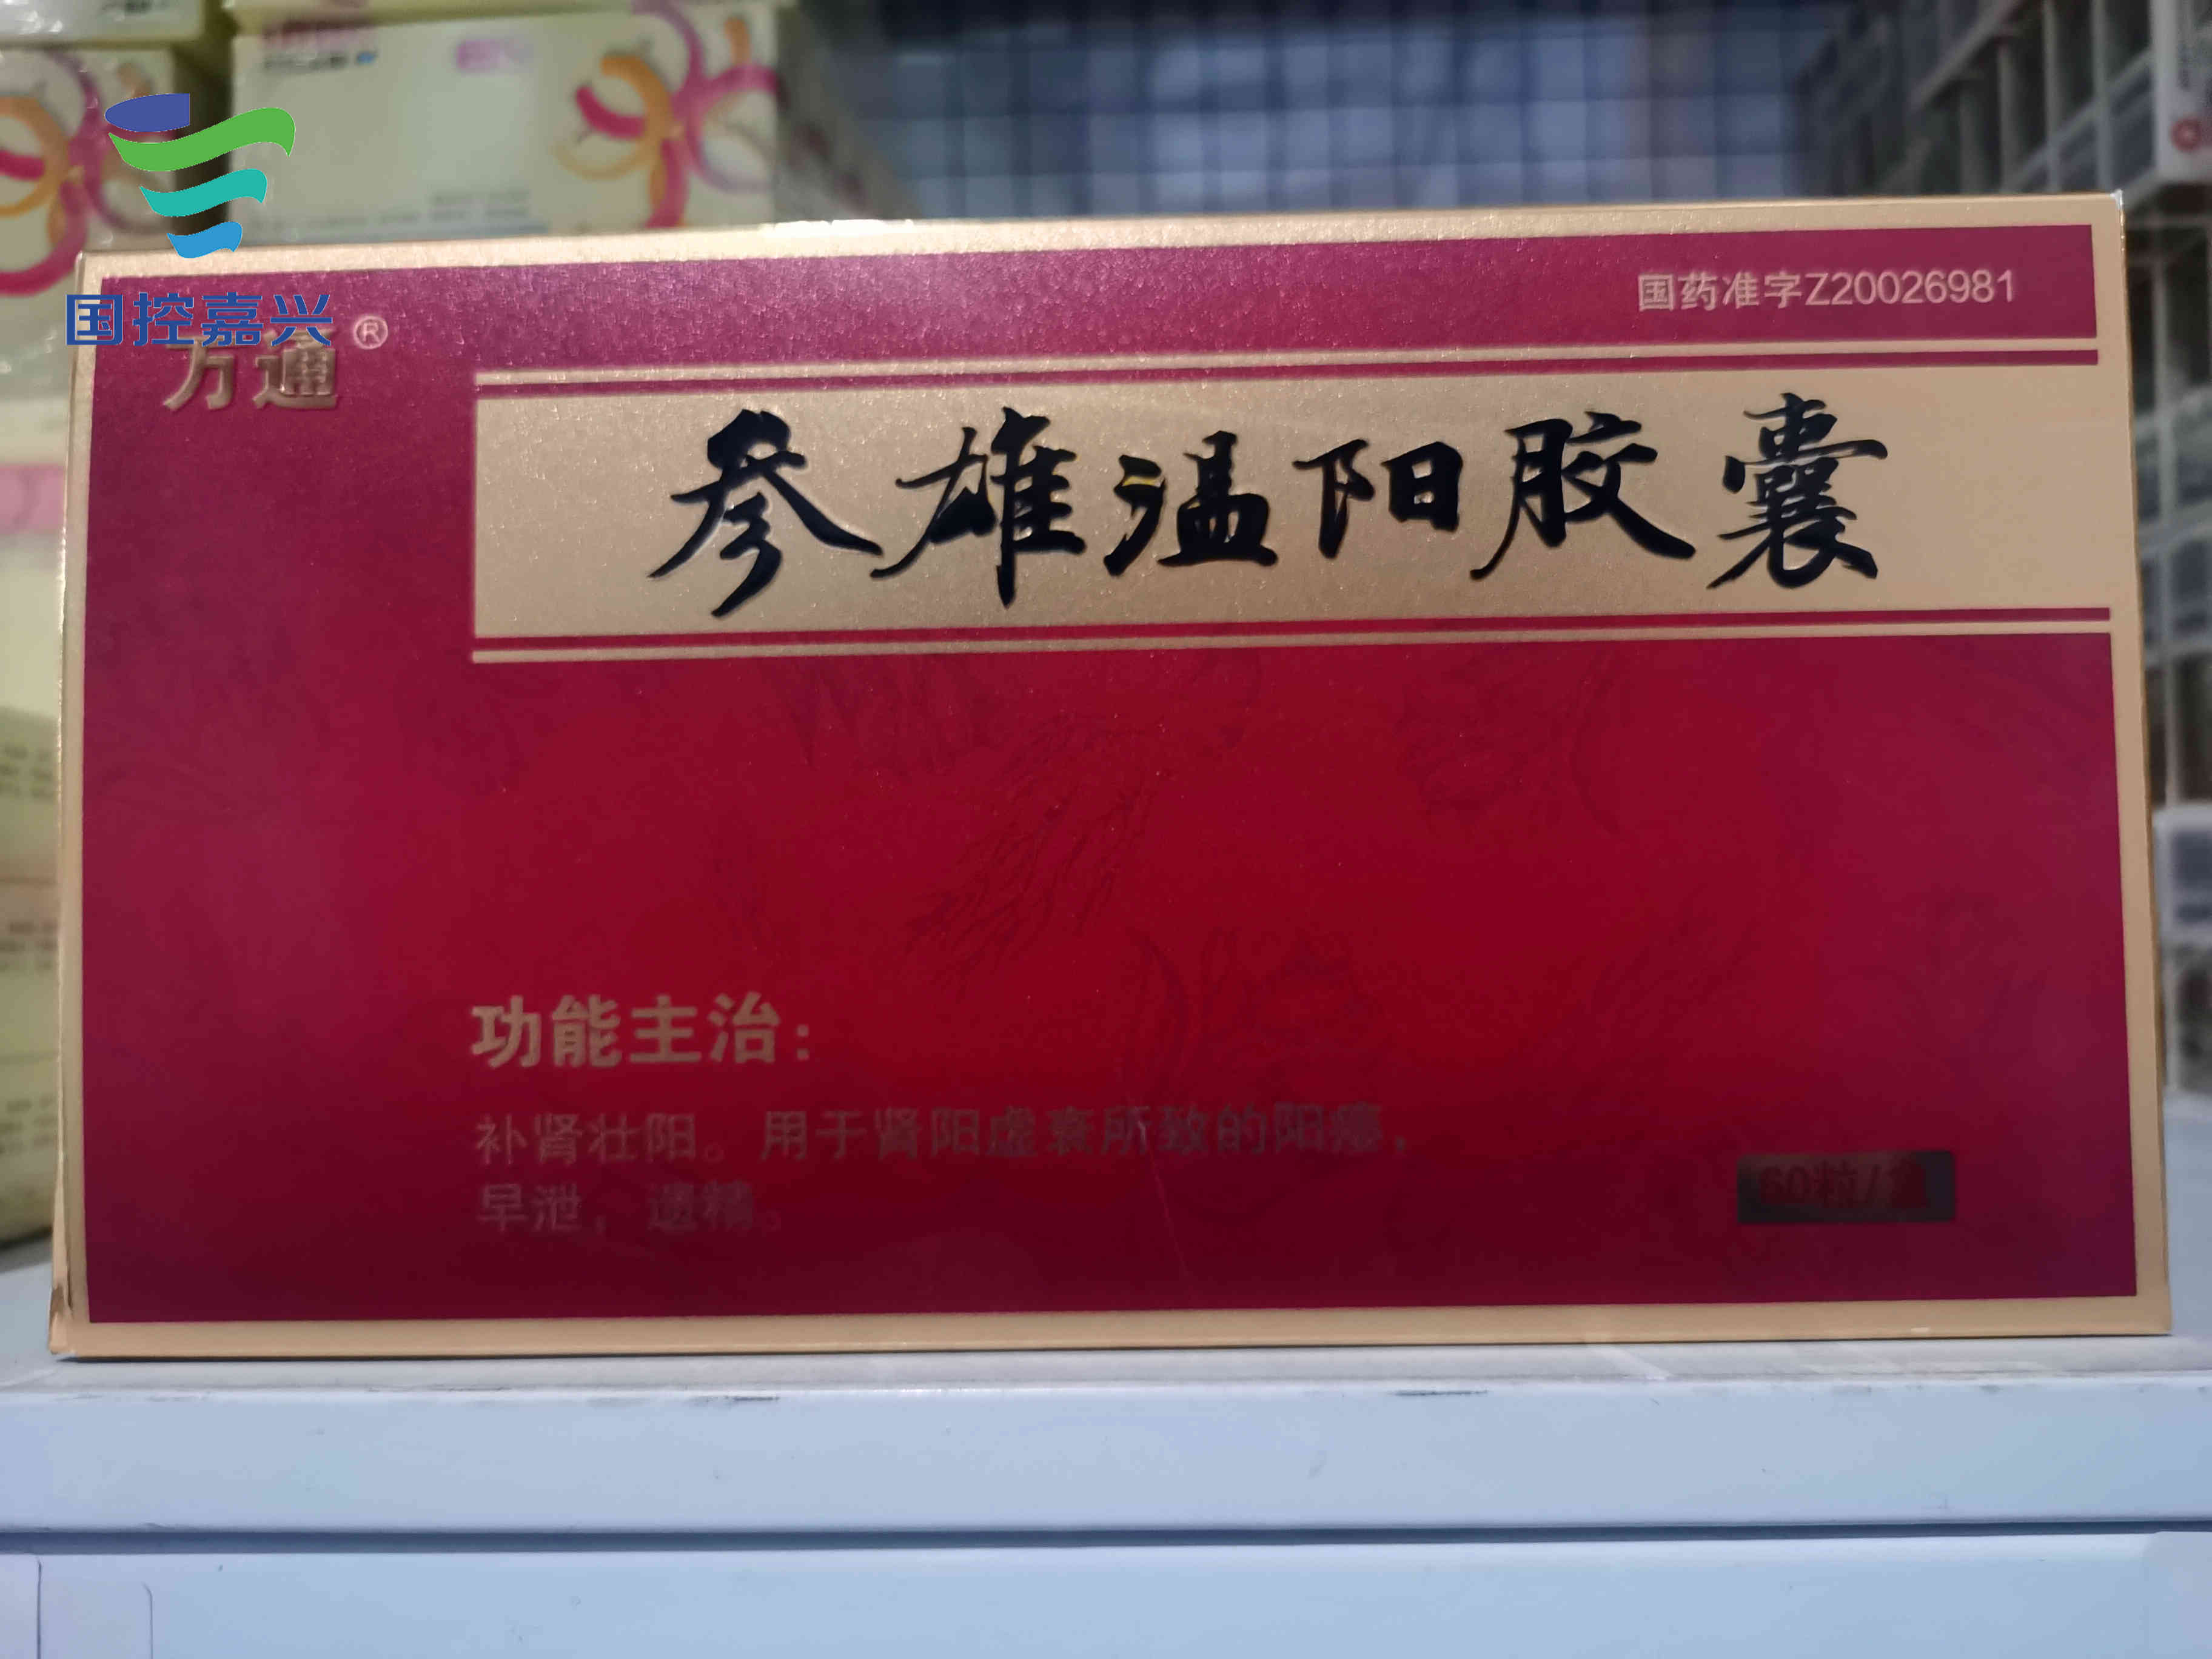 国控嘉兴
万通®
国药准字Z20026981
参雄温阳胶囊
功能主治：
补肾壮阳。用于肾阳虚衰所致的阳痿，
早泄，遗精。
60粒/盒